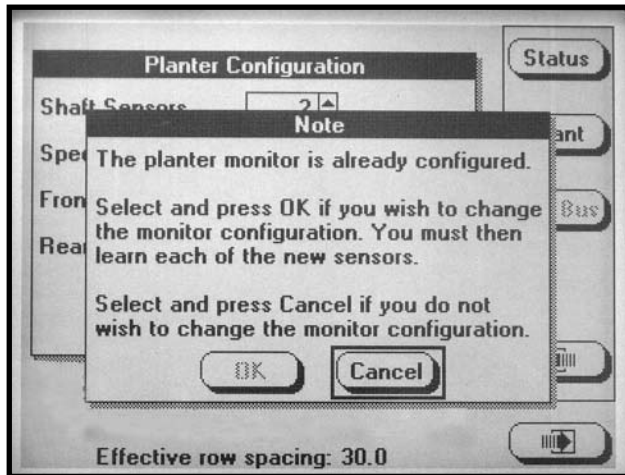 Planter Configuration
Status
Shaft Sensors 2
Note
The planter monitor is already configured.
Select and press OK if you wish to change
the monitor configuration. You must then
learn each of the new sensors.
Select and press Cancel if you do not
wish to change the monitor configuration.
OK
Cancel
Bus
Effective row spacing: 30.0